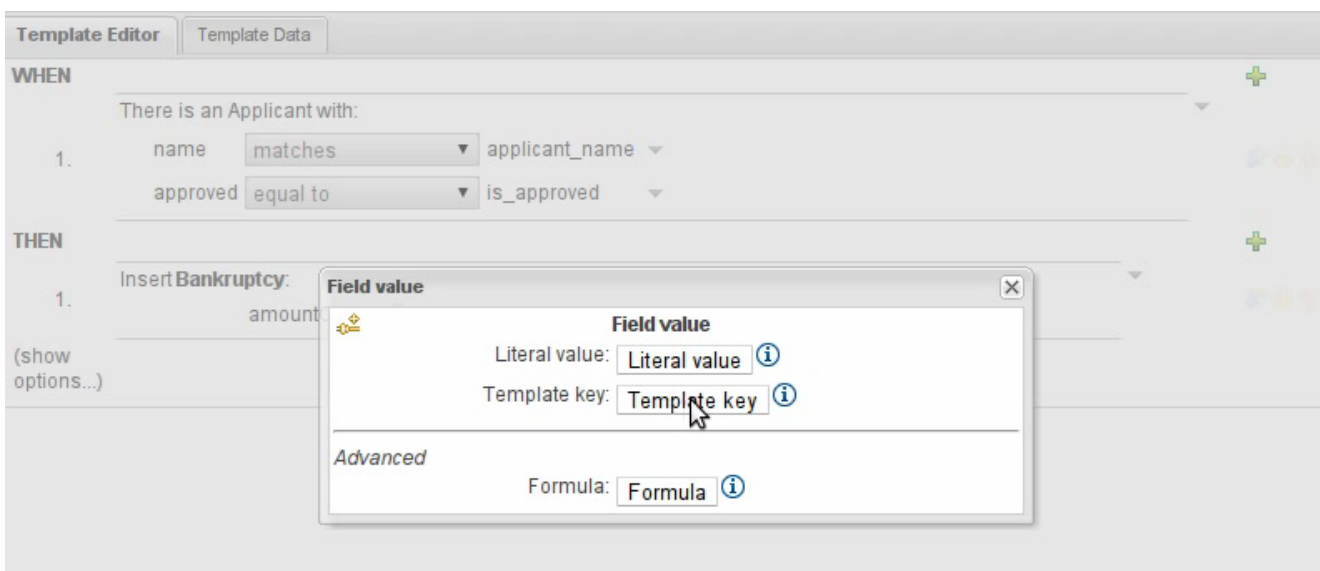 Template Editor Template Data
WHEN
There is an Applicant with:
1.
name matches applicant_name
approved equal to is_approved
THEN
Insert Bankruptcy:
1.
amount
(show
options...)
Field value
Field value
Literal value: Literal value
Template key: Template key
Advanced
Formula: Formula